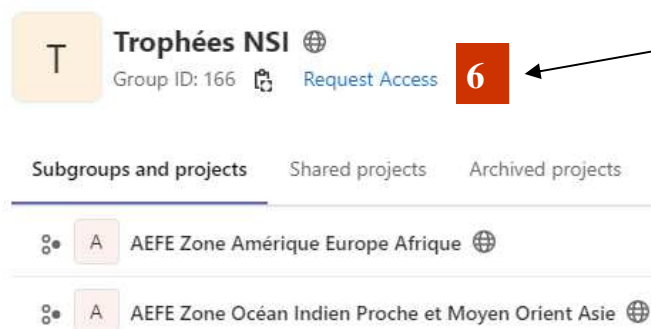 T
Trophées NSI
Group ID: 166 Request Access 6
Subgroups and projects Shared projects Archived projects
A AEFE Zone Amérique Europe Afrique
A AEFE Zone Océan Indien Proche et Moyen Orient Asie